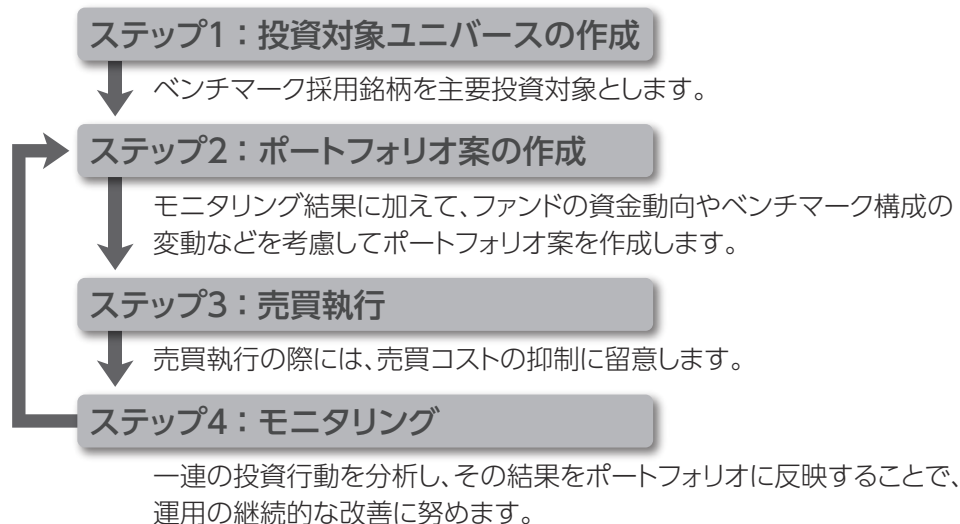 ステップ1：投資対象ユニバースの作成
ベンチマーク採用銘柄を主要投資対象とします。
ステップ2：ポートフォリオ案の作成
モニタリング結果に加えて、ファンドの資金動向やベンチマーク構成の
変動などを考慮してポートフォリオ案を作成します。
ステップ3：売買執行
売買執行の際には、売買コストの抑制に留意します。
ステップ4：モニタリング
一連の投資行動を分析し、その結果をポートフォリオに反映することで、
運用の継続的な改善に努めます。